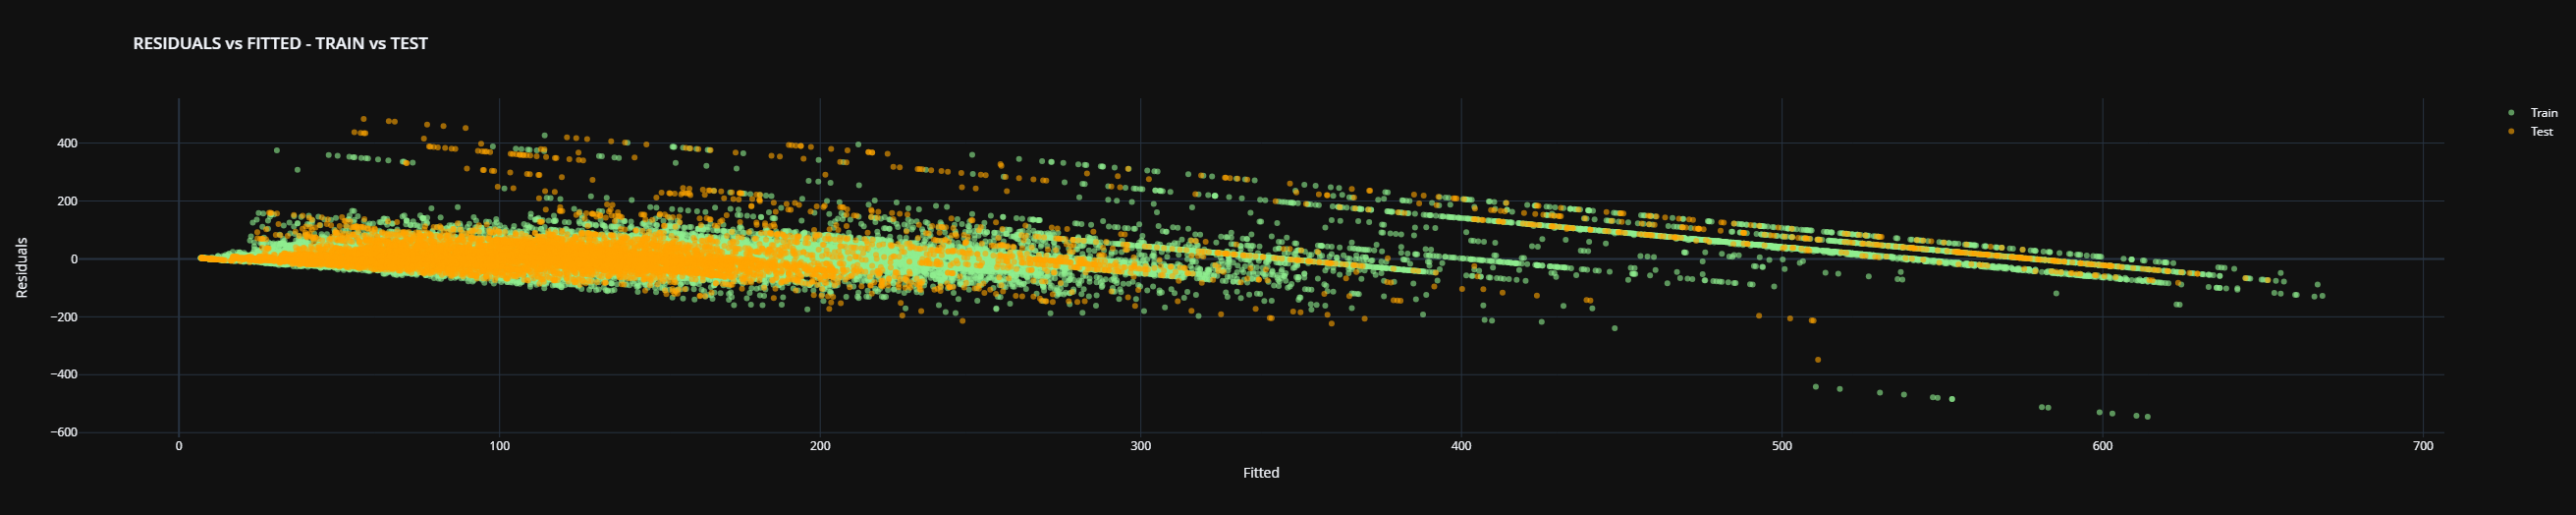 RESIDUALS vs FITTED - TRAIN vs TEST
Train
Test
Residuals
400
200
0
−200
−400
−600
0 100 200 300 400 500 600 700
Fitted